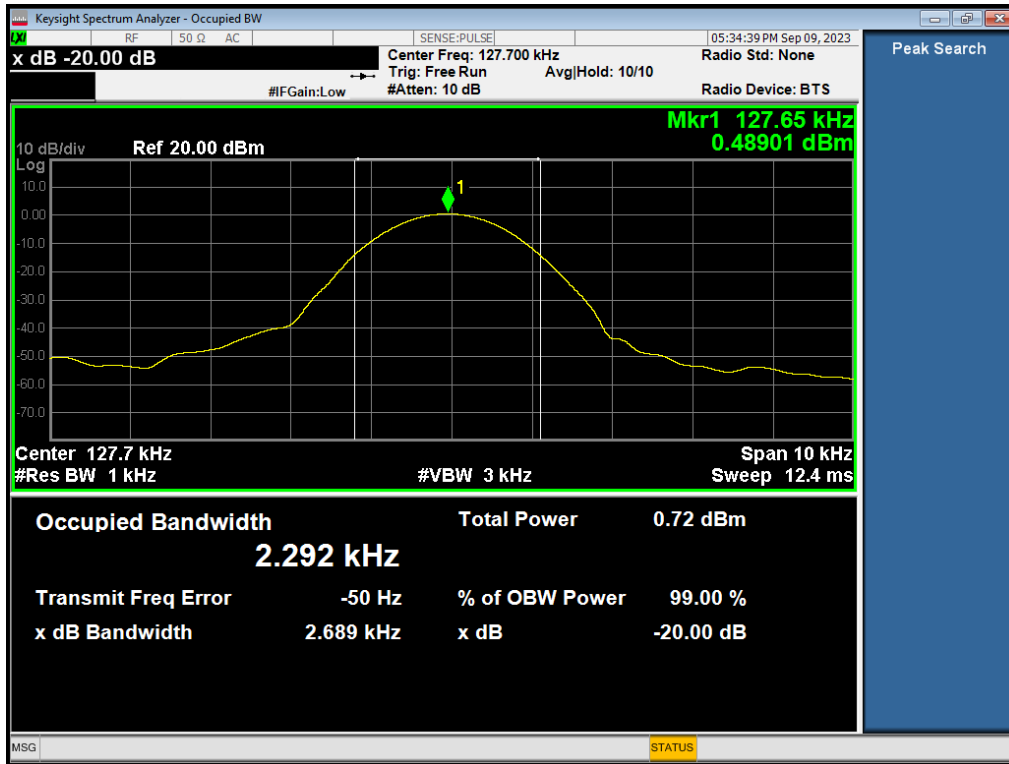 Keysight Spectrum Analyzer - Occupied BW
LXI RF 50 Ω AC SENSE:PULSE 05:34:39 PM Sep 09, 2023
x dB -20.00 dB
Center Freq: 127.700 kHz Radio Std: None
Trig: Free Run Avg|Hold: 10/10
#IFGain:Low #Atten: 10 dB Radio Device: BTS
Peak Search
Mkr1 127.65 kHz
0.48901 dBm
10 dB/div Ref 20.00 dBm
Log
10.0
0.00
-10.0
-20.0
-30.0
-40.0
-50.0
-60.0
-70.0
1
Center 127.7 kHz Span 10 kHz
#Res BW 1 kHz #VBW 3 kHz Sweep 12.4 ms
Occupied Bandwidth Total Power 0.72 dBm
2.292 kHz
Transmit Freq Error -50 Hz % of OBW Power 99.00 %
x dB Bandwidth 2.689 kHz x dB -20.00 dB
MSG STATUS